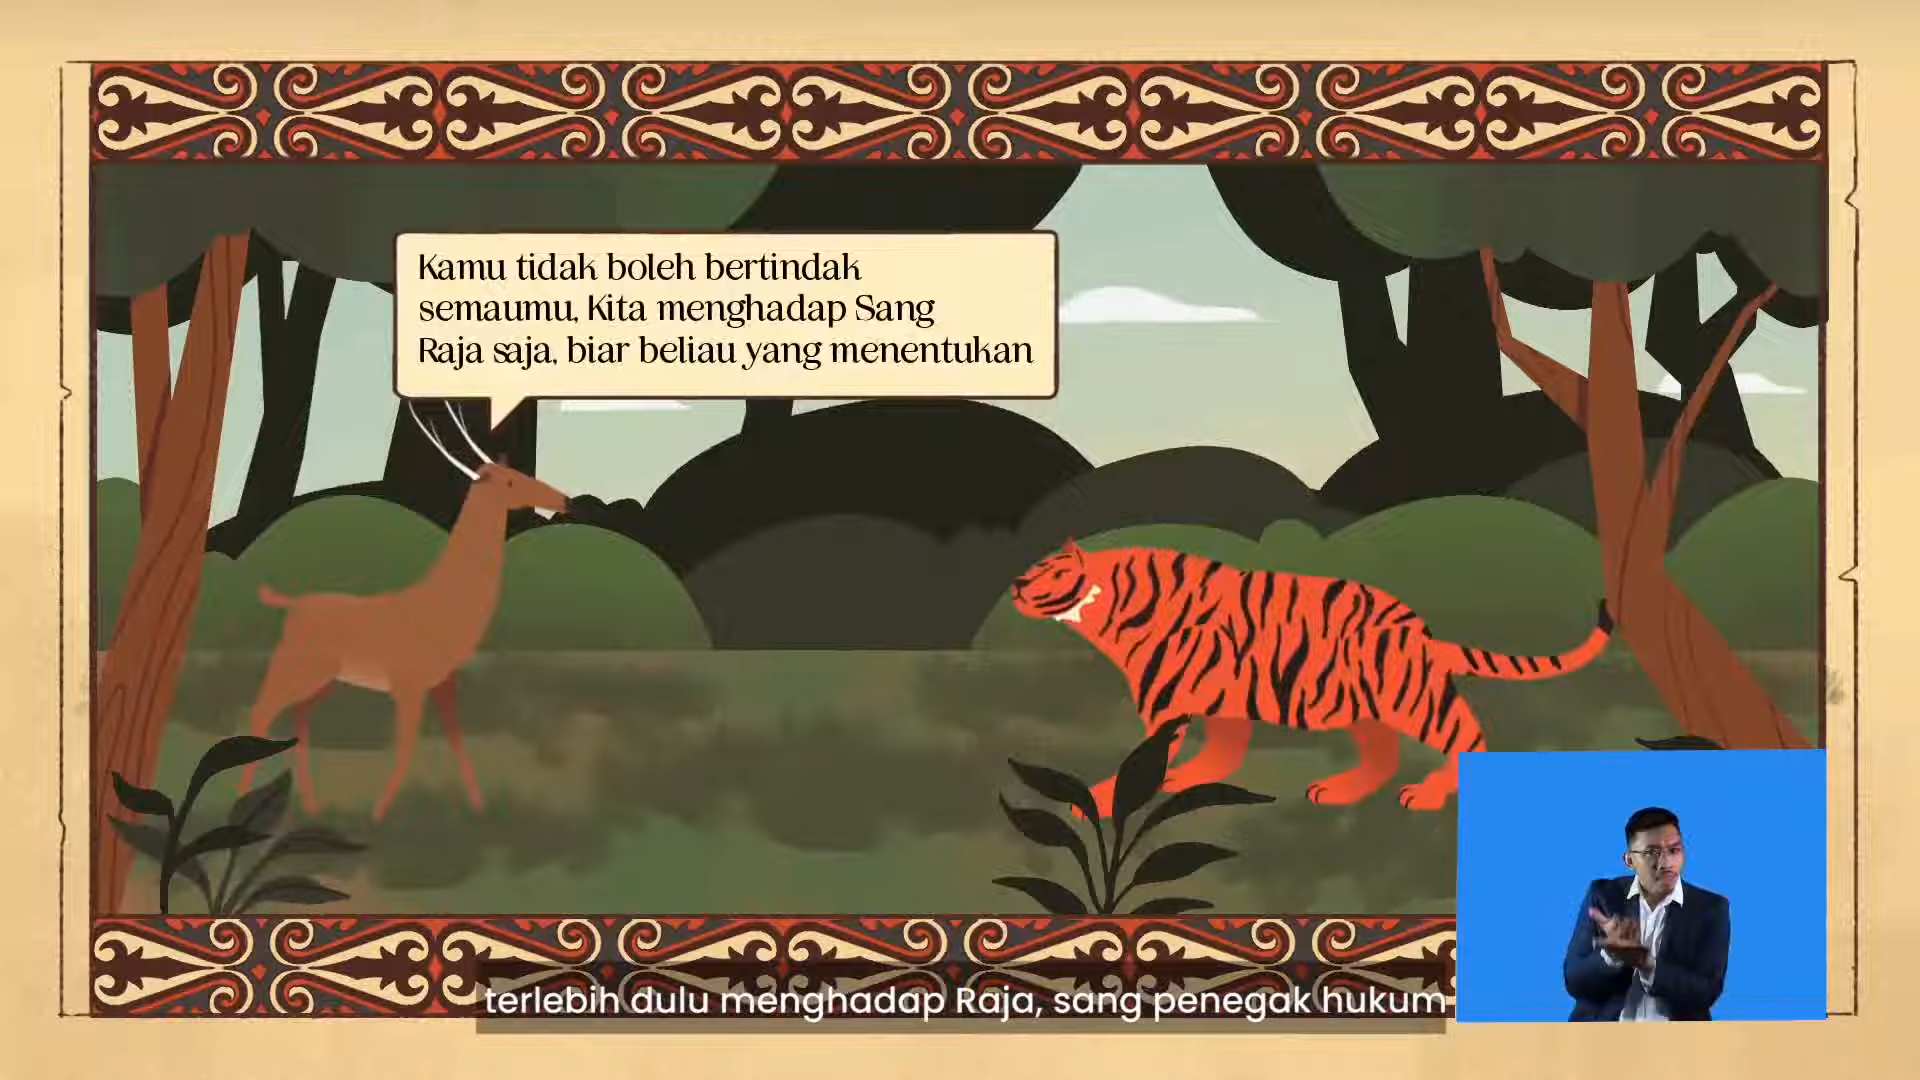 Kamu tidak boleh bertindak
semaumu, Kita menghadap Sang
Raja saja, biar beliau yang menentukan
terlebih dulu menghadap Raja, sang penegak hukum